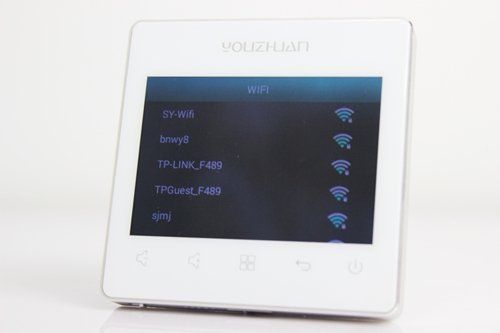 YOUZHUAN
WIFI
SY-Wifi
bnwy8
TP-LINK_F489
TPGuest_F489
sjmj